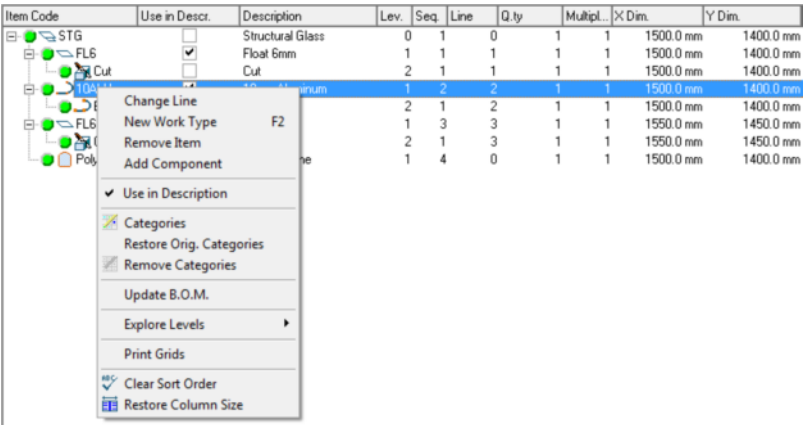 Item Code Use in Descr. Description Lev. Seq. Line Q.ty Multipl... X Dim. Y Dim.
STG Structural Glass 0 1 0 1 1 1500.0 mm 1400.0 mm
FL6 Float 6mm 1 1 1 1 1 1500.0 mm 1400.0 mm
Cut Cut 2 1 1 1 1 1500.0 mm 1400.0 mm
1 2 2 1 1 1500.0 mm 1400.0 mm
2 1 2 1 1 1500.0 mm 1400.0 mm
FL6 1 3 3 1 1 1550.0 mm 1450.0 mm
2 1 3 1 1 1550.0 mm 1450.0 mm
Poly 1 4 0 1 1 1500.0 mm 1400.0 mm
Change Line
New Work Type F2
Remove Item
Add Component
Use in Description
Categories
Restore Orig. Categories
Remove Categories
Update B.O.M.
Explore Levels
Print Grids
Clear Sort Order
Restore Column Size